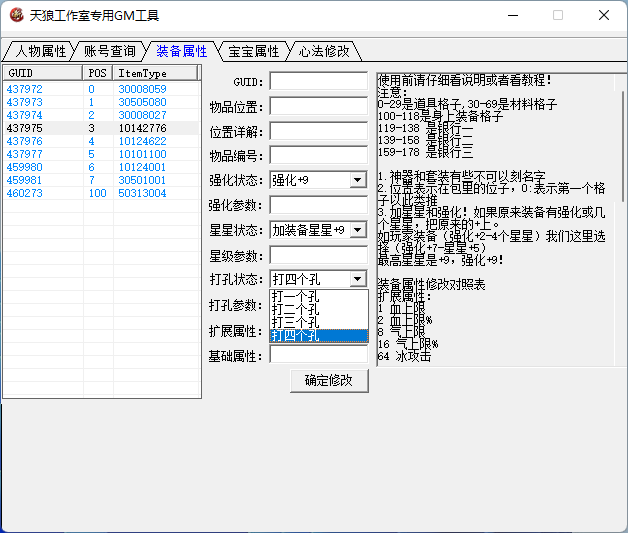 天狼工作室专用GM工具
人物属性 账号查询 装备属性 宝宝属性 心法修改
GUID POS ItemType
437972 0 30008059
437973 1 30505080
437974 2 30008027
437975 3 10142776
437976 4 10124622
437977 5 10101100
459980 6 10124001
459981 7 30501001
460273 100 50313004
GUID:
物品位置:
位置详解:
物品编号:
强化状态: 强化+9
强化参数:
星星状态: 加装备星星+9
星级参数:
打孔状态: 打四个孔
打一个孔
打二个孔
打三个孔
打四个孔
打孔参数:
扩展属性:
基础属性:
确定修改
使用前请仔细看说明或者看教程!
注意:
0-29是道具格子,30-69是材料格子
100-118是身上装备格子
119-138 是银行一
139-158 是银行二
159-178 是银行三
1.神器和套装有些不可以刻名字
2.位置表示在包里的位子，0:表示第一个格
子以此类推
3.加星星和强化! 如果原来装备有强化或几
个星星，把原来的+上。
如玩家装备（强化+2-4个星星）我们这里选
择（强化+7-星星+5）
最高星星是+9，强化+9!
装备属性修改对照表
扩展属性:
1 血上限
2 血上限%
8 气上限
16 气上限%
64 冰攻击